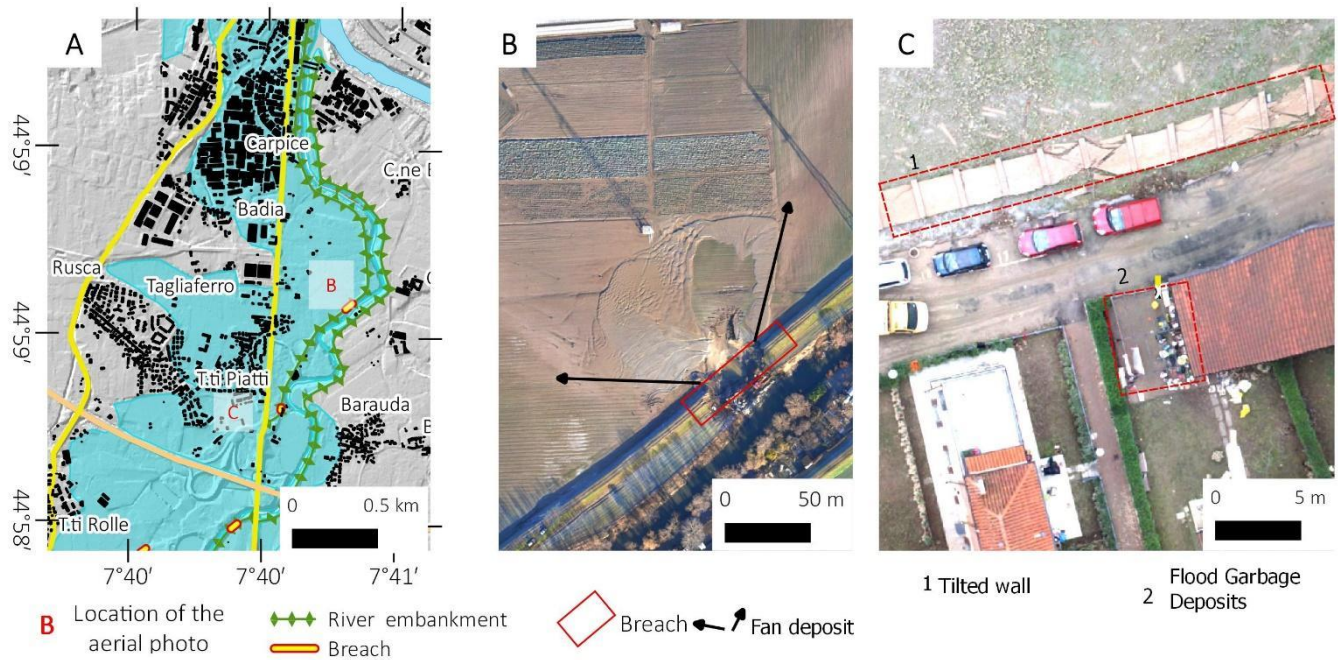 A
B
C
44°59′
44°59′
44°58′
Carpice
C.ne
Badia
Rusca
Tagliaferro
B
T.ti Piatti
C
Barauda
T.ti Rolle
0
0.5 km
7°40′
7°40′
7°41′
0
50 m
1
2
0
5 m
B Location of the
aerial photo
River embankment
Breach
Breach
Fan deposit
1 Tilted wall
2 Flood Garbage
Deposits